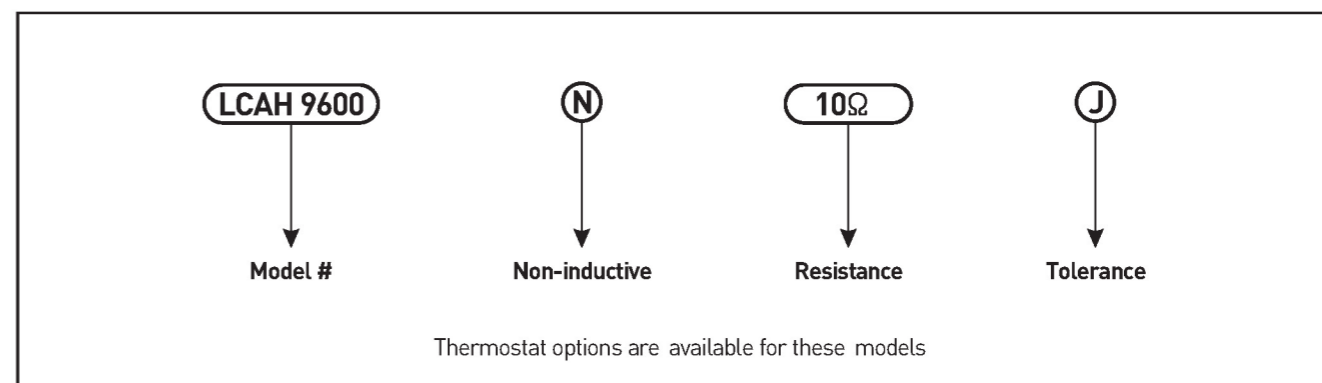 LCAH 9600 N 10Ω J
Model # Non-inductive Resistance Tolerance
Thermostat options are available for these models